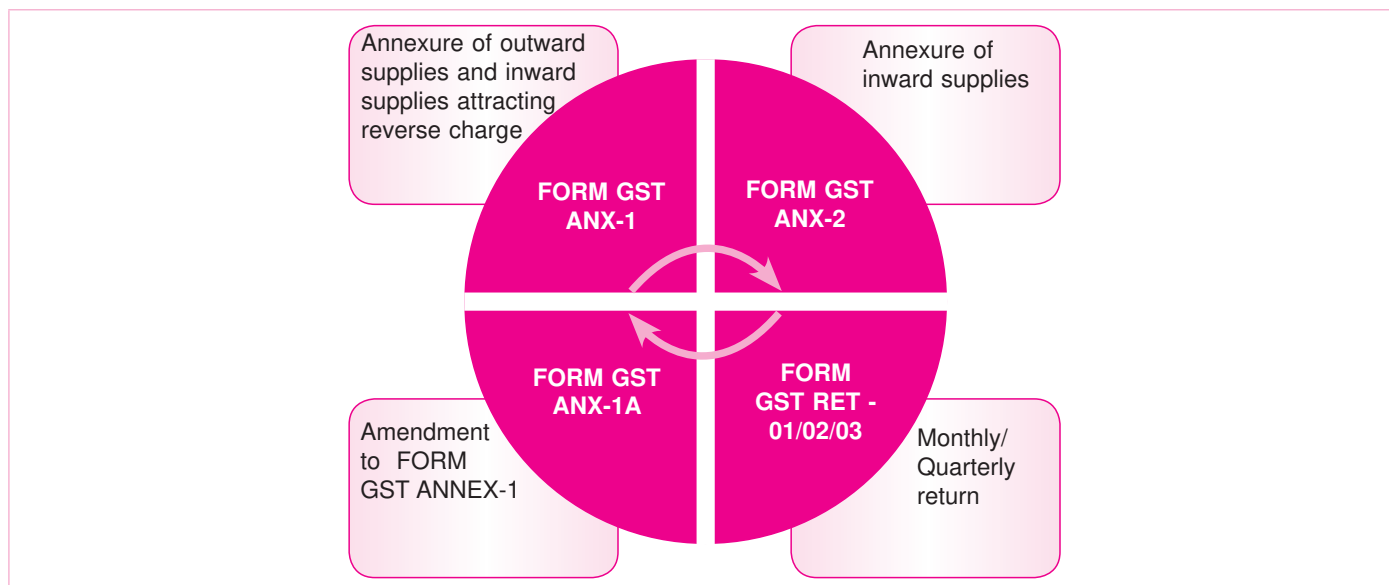 Annexure of outward
supplies and inward
supplies attracting
reverse charge
Annexure of
inward supplies
FORM GST
ANX-1
FORM GST
ANX-2
FORM GST
ANX-1A
FORM
GST RET -
01/02/03
Amendment
to FORM
GST ANNEX-1
Monthly/
Quarterly
return